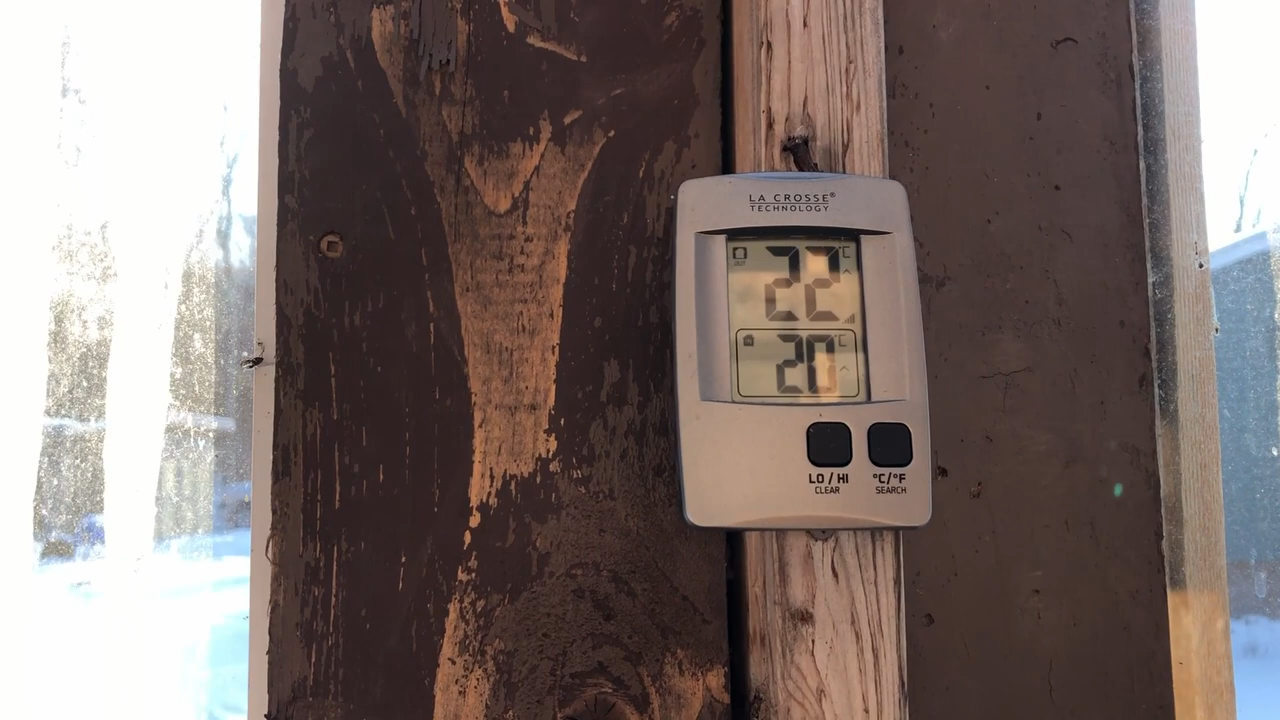 LA CROSSE®
TECHNOLOGY
OUT
22 °C
20 °C
LO / HI
CLEAR
°C/°F
SEARCH